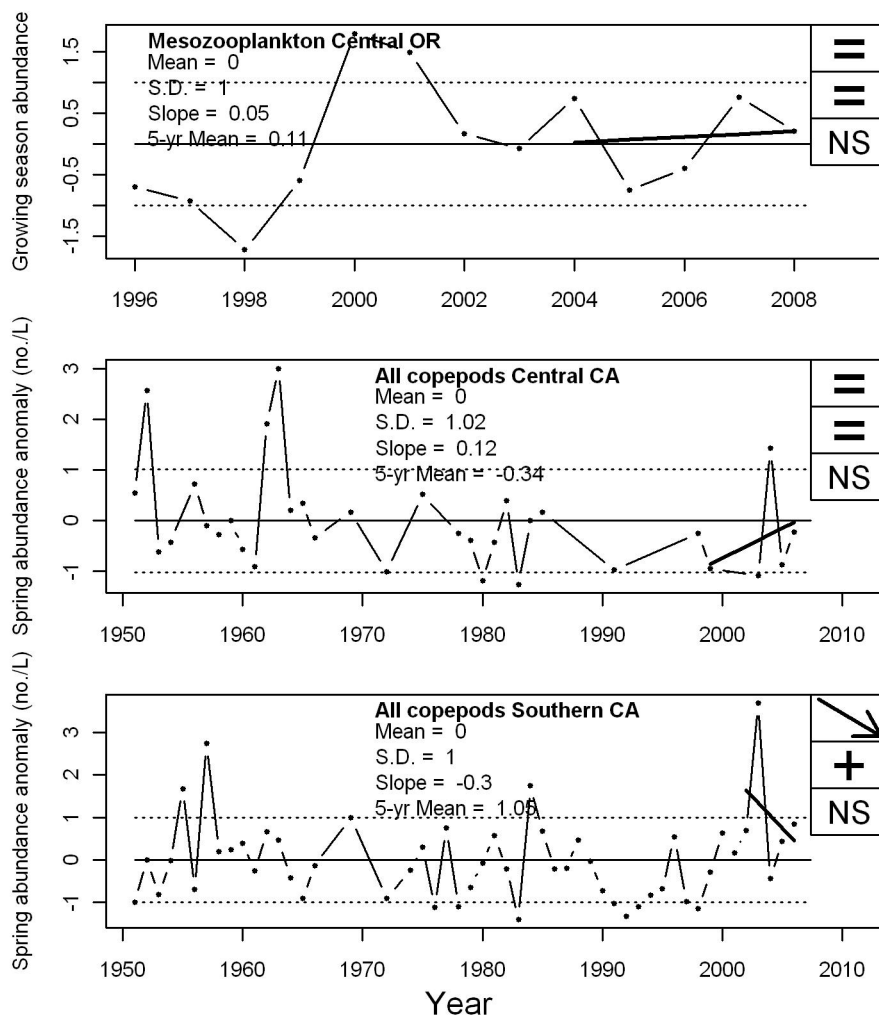 Growing season abundance
1.5
0.5
-0.5
-1.5
Mesozooplankton Central OR
Mean = 0
S.D. = 1
Slope = 0.05
5-yr Mean = 0.11
=
=
NS
1996 1998 2000 2002 2004 2006 2008
Spring abundance anomaly (no./L)
3
2
1
0
-1
All copepods Central CA
Mean = 0
S.D. = 1.02
Slope = 0.12
5-yr Mean = -0.34
=
=
NS
1950 1960 1970 1980 1990 2000 2010
Spring abundance anomaly (no./L)
3
2
1
0
-1
All copepods Southern CA
Mean = 0
S.D. = 1
Slope = -0.3
5-yr Mean = 1.05
+
NS
1950 1960 1970 1980 1990 2000 2010
Year